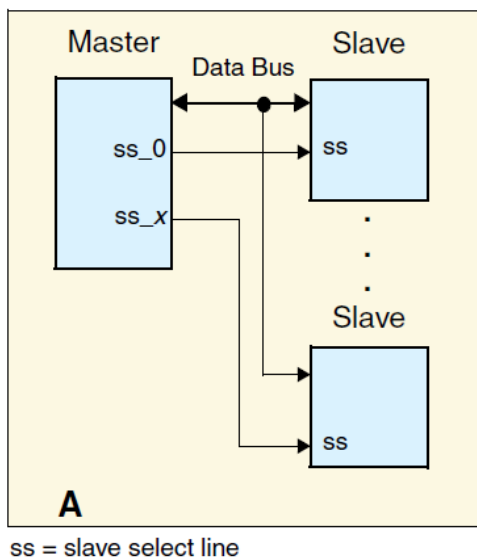 Master
Slave
Data Bus
ss_0
ss
ss_x
.
.
.
Slave
ss
A
ss = slave select line